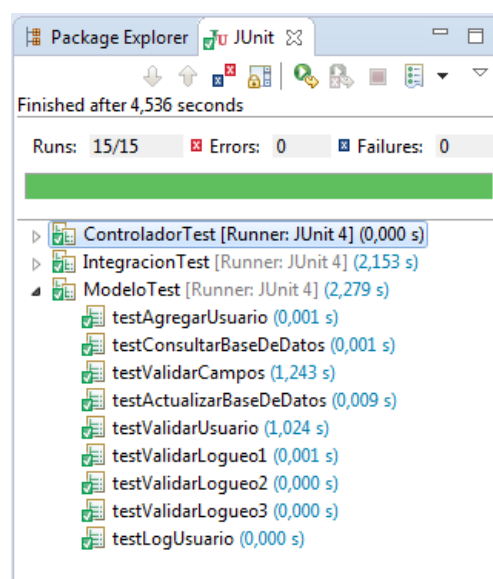 Package Explorer JUnit
Finished after 4,536 seconds
Runs: 15/15 Errors: 0 Failures: 0
ControladorTest [Runner: JUnit 4] (0,000 s)
IntegracionTest [Runner: JUnit 4] (2,153 s)
ModeloTest [Runner: JUnit 4] (2,279 s)
testAgregarUsuario (0,001 s)
testConsultarBaseDeDatos (0,001 s)
testValidarCampos (1,243 s)
testActualizarBaseDeDatos (0,009 s)
testValidarUsuario (1,024 s)
testValidarLogueo1 (0,001 s)
testValidarLogueo2 (0,000 s)
testValidarLogueo3 (0,000 s)
testLogUsuario (0,000 s)